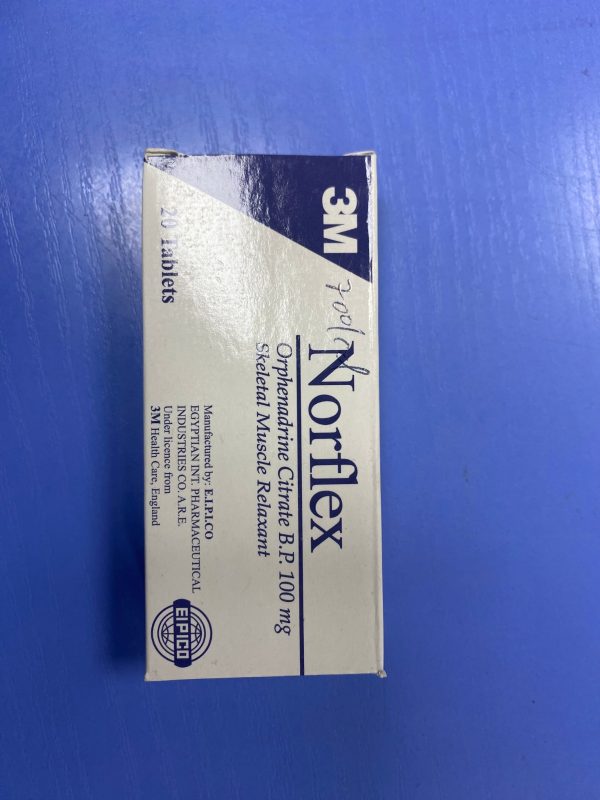 3M
Norflex
Orphenadrine Citrate B.P. 100 mg
Skeletal Muscle Relaxant
20 Tablets
Manufactured by: E.I.P.I.CO
EGYPTIAN INT. PHARMACEUTICAL
INDUSTRIES CO. A.R.E.
Under licence from
3M Health Care, England
EIPICO